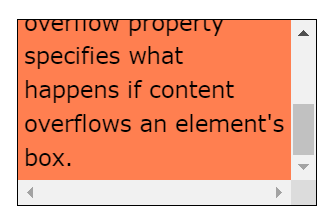 overflow property
specifies what
happens if content
overflows an element's
box.